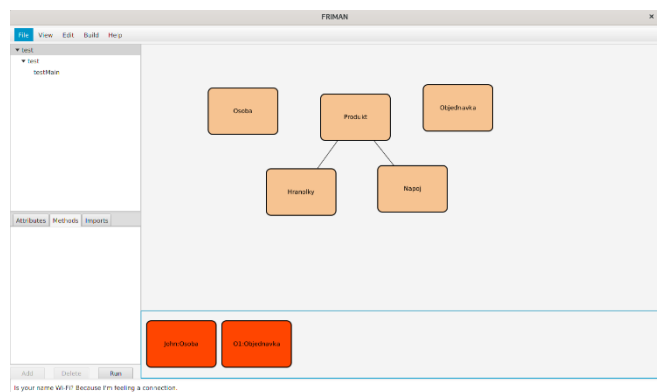 FRIMAN ×
File View Edit Build Help
▼ test
▼ test
testMain
Osoba
Produkt
Objednavka
Hranolky
Napoj
Attributes Methods Imports
John:Osoba
O1:Objednavka
Add Delete Run
Is your name Wi-Fi? Because I'm feeling a connection.